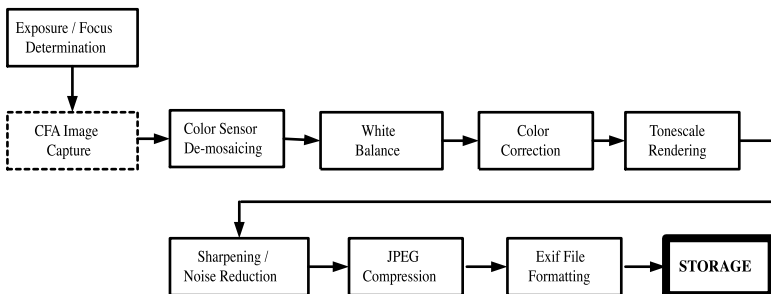 Exposure / Focus
Determination
CFA Image
Capture
Color Sensor
De-mosaicing
White
Balance
Color
Correction
Tonescale
Rendering
Sharpening /
Noise Reduction
JPEG
Compression
Exif File
Formatting
STORAGE